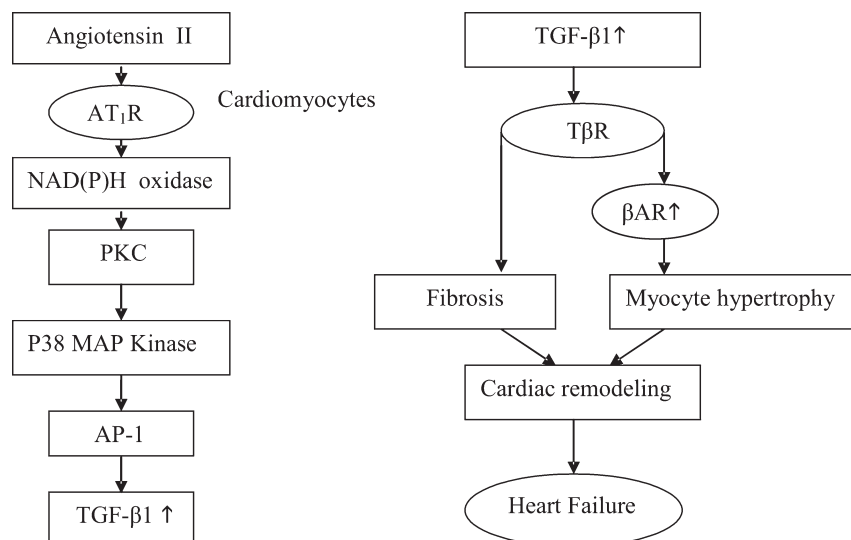 Angiotensin II
AT₁R
Cardiomyocytes
NAD(P)H oxidase
PKC
P38 MAP Kinase
AP-1
TGF-β1 ↑
TGF-β1↑
TβR
βAR↑
Fibrosis
Myocyte hypertrophy
Cardiac remodeling
Heart Failure